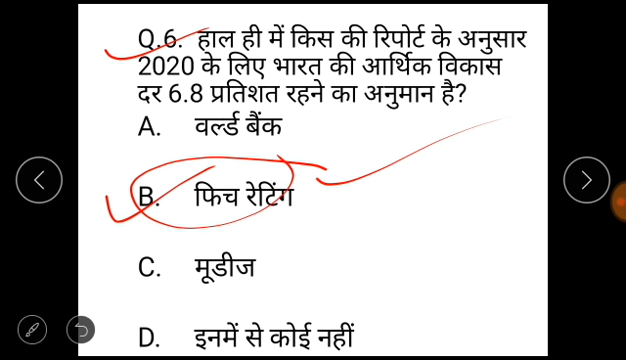 Q.6. हाल ही में किस की रिपोर्ट के अनुसार
2020 के लिए भारत की आर्थिक विकास
दर 6.8 प्रतिशत रहने का अनुमान है?
A. वर्ल्ड बैंक
B. फिच रेटिंग
C. मूडीज
D. इनमें से कोई नहीं